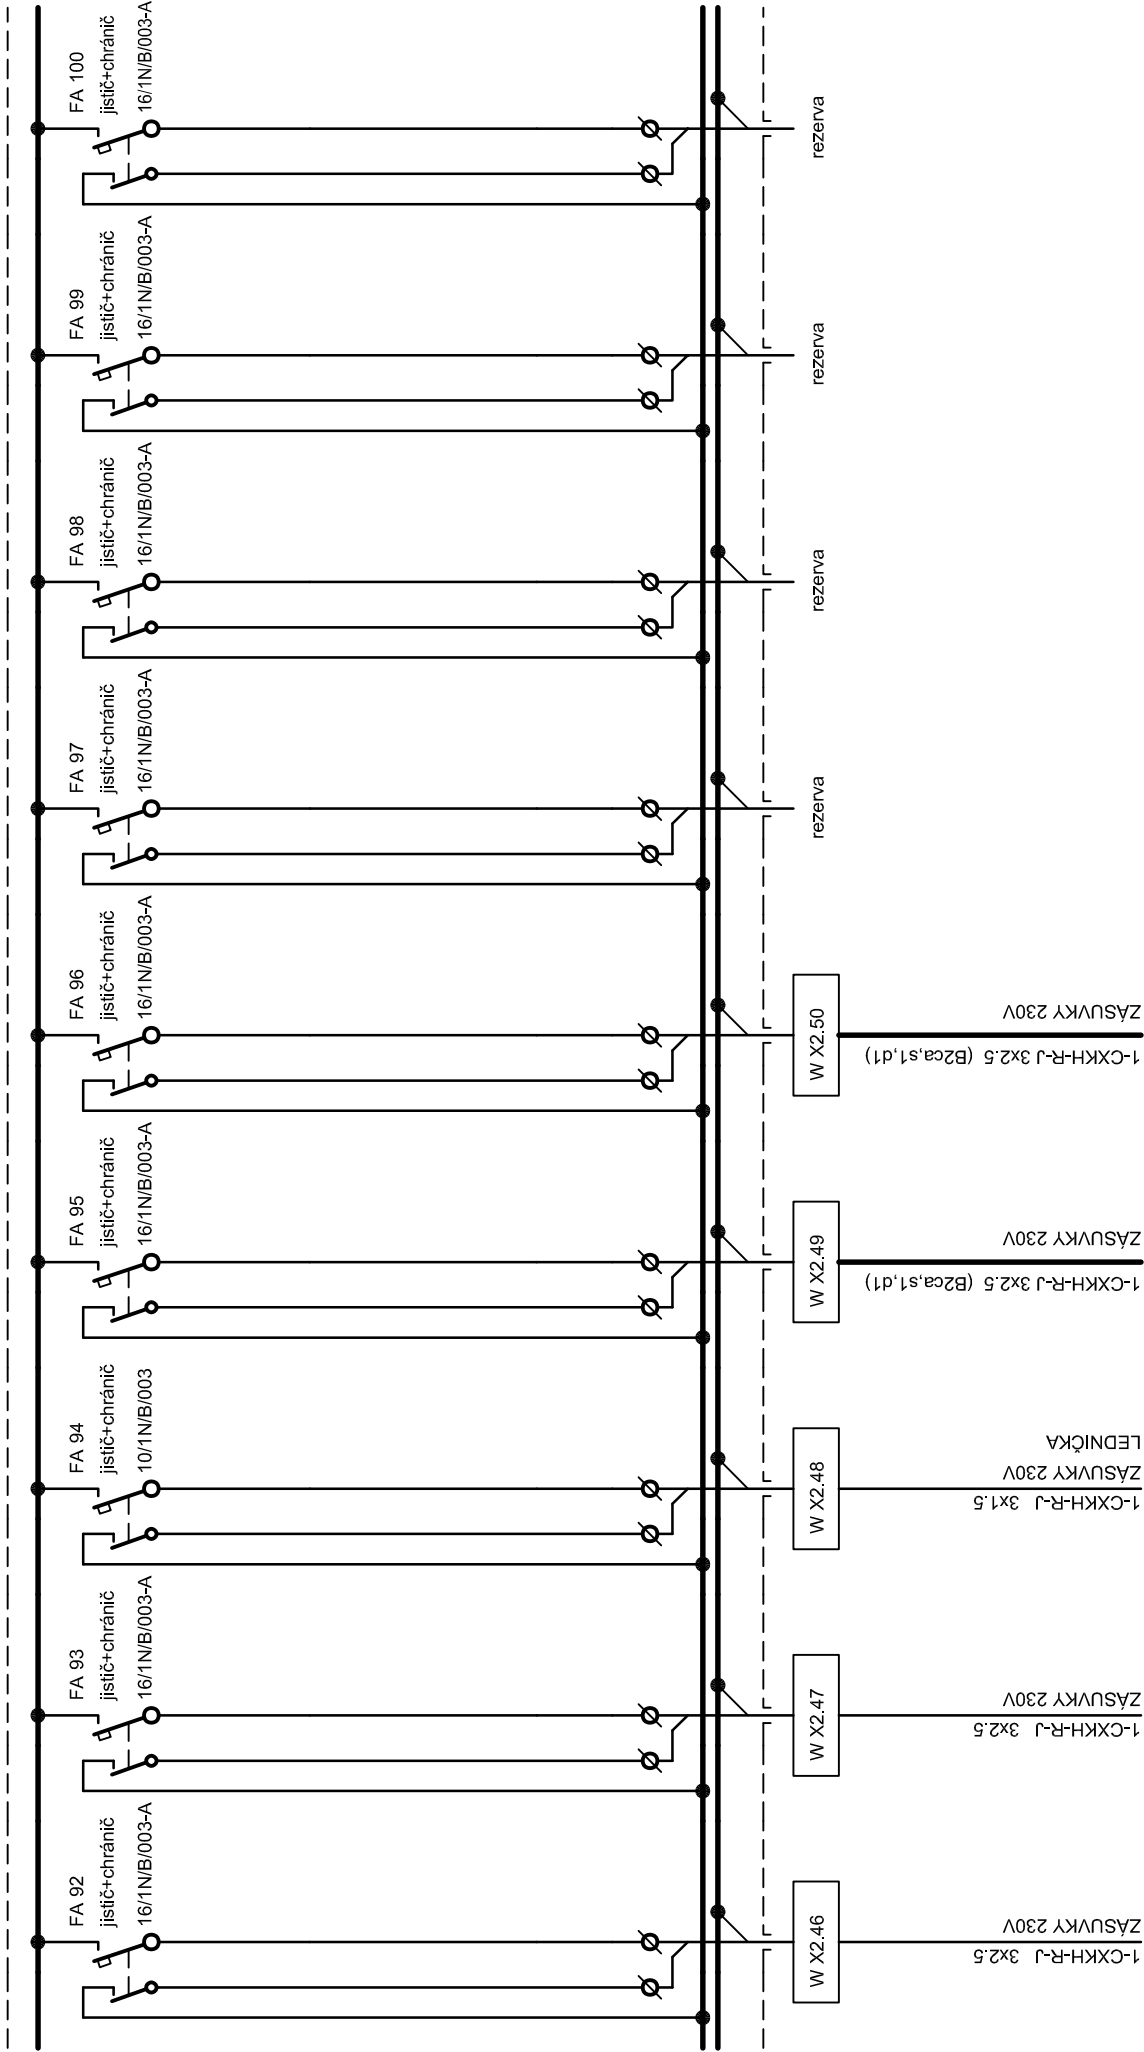 FA 92
jistič+chránič
16/1N/B/003-A
W X2.46
1-CXKH-R-J 3x2.5
ZÁSUVKY 230V
FA 93
jistič+chránič
16/1N/B/003-A
W X2.47
1-CXKH-R-J 3x2.5
ZÁSUVKY 230V
FA 94
jistič+chránič
10/1N/B/003
W X2.48
1-CXKH-R-J 3x1.5
ZÁSUVKY 230V
LEDNIČKA
FA 95
jistič+chránič
16/1N/B/003-A
W X2.49
1-CXKH-R-J 3x2.5 (B2ca,s1,d1)
ZÁSUVKY 230V
FA 96
jistič+chránič
16/1N/B/003-A
W X2.50
1-CXKH-R-J 3x2.5 (B2ca,s1,d1)
ZÁSUVKY 230V
FA 97
jistič+chránič
16/1N/B/003-A
rezerva
FA 98
jistič+chránič
16/1N/B/003-A
rezerva
FA 99
jistič+chránič
16/1N/B/003-A
rezerva
FA 100
jistič+chránič
16/1N/B/003-A
rezerva